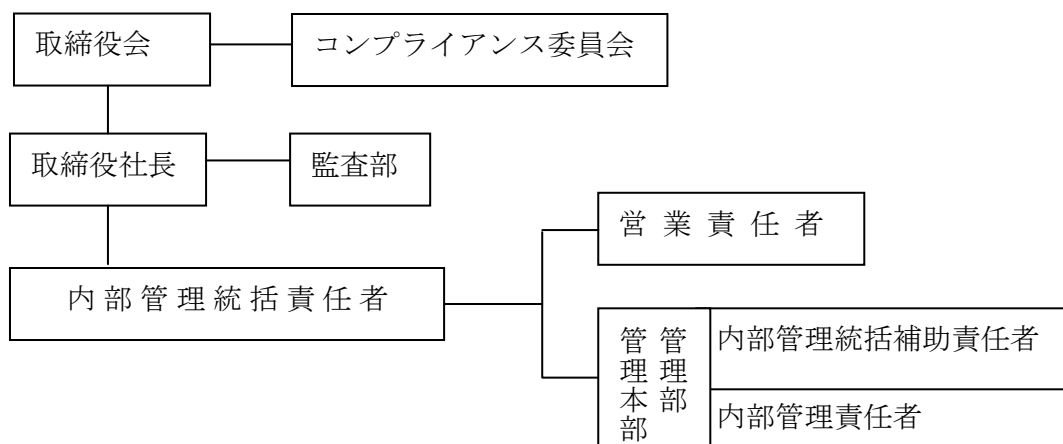 取締役会
コンプライアンス委員会
取締役社長
監査部
営業責任者
内部管理統括責任者
管理本部
管理部
内部管理統括補助責任者
内部管理責任者